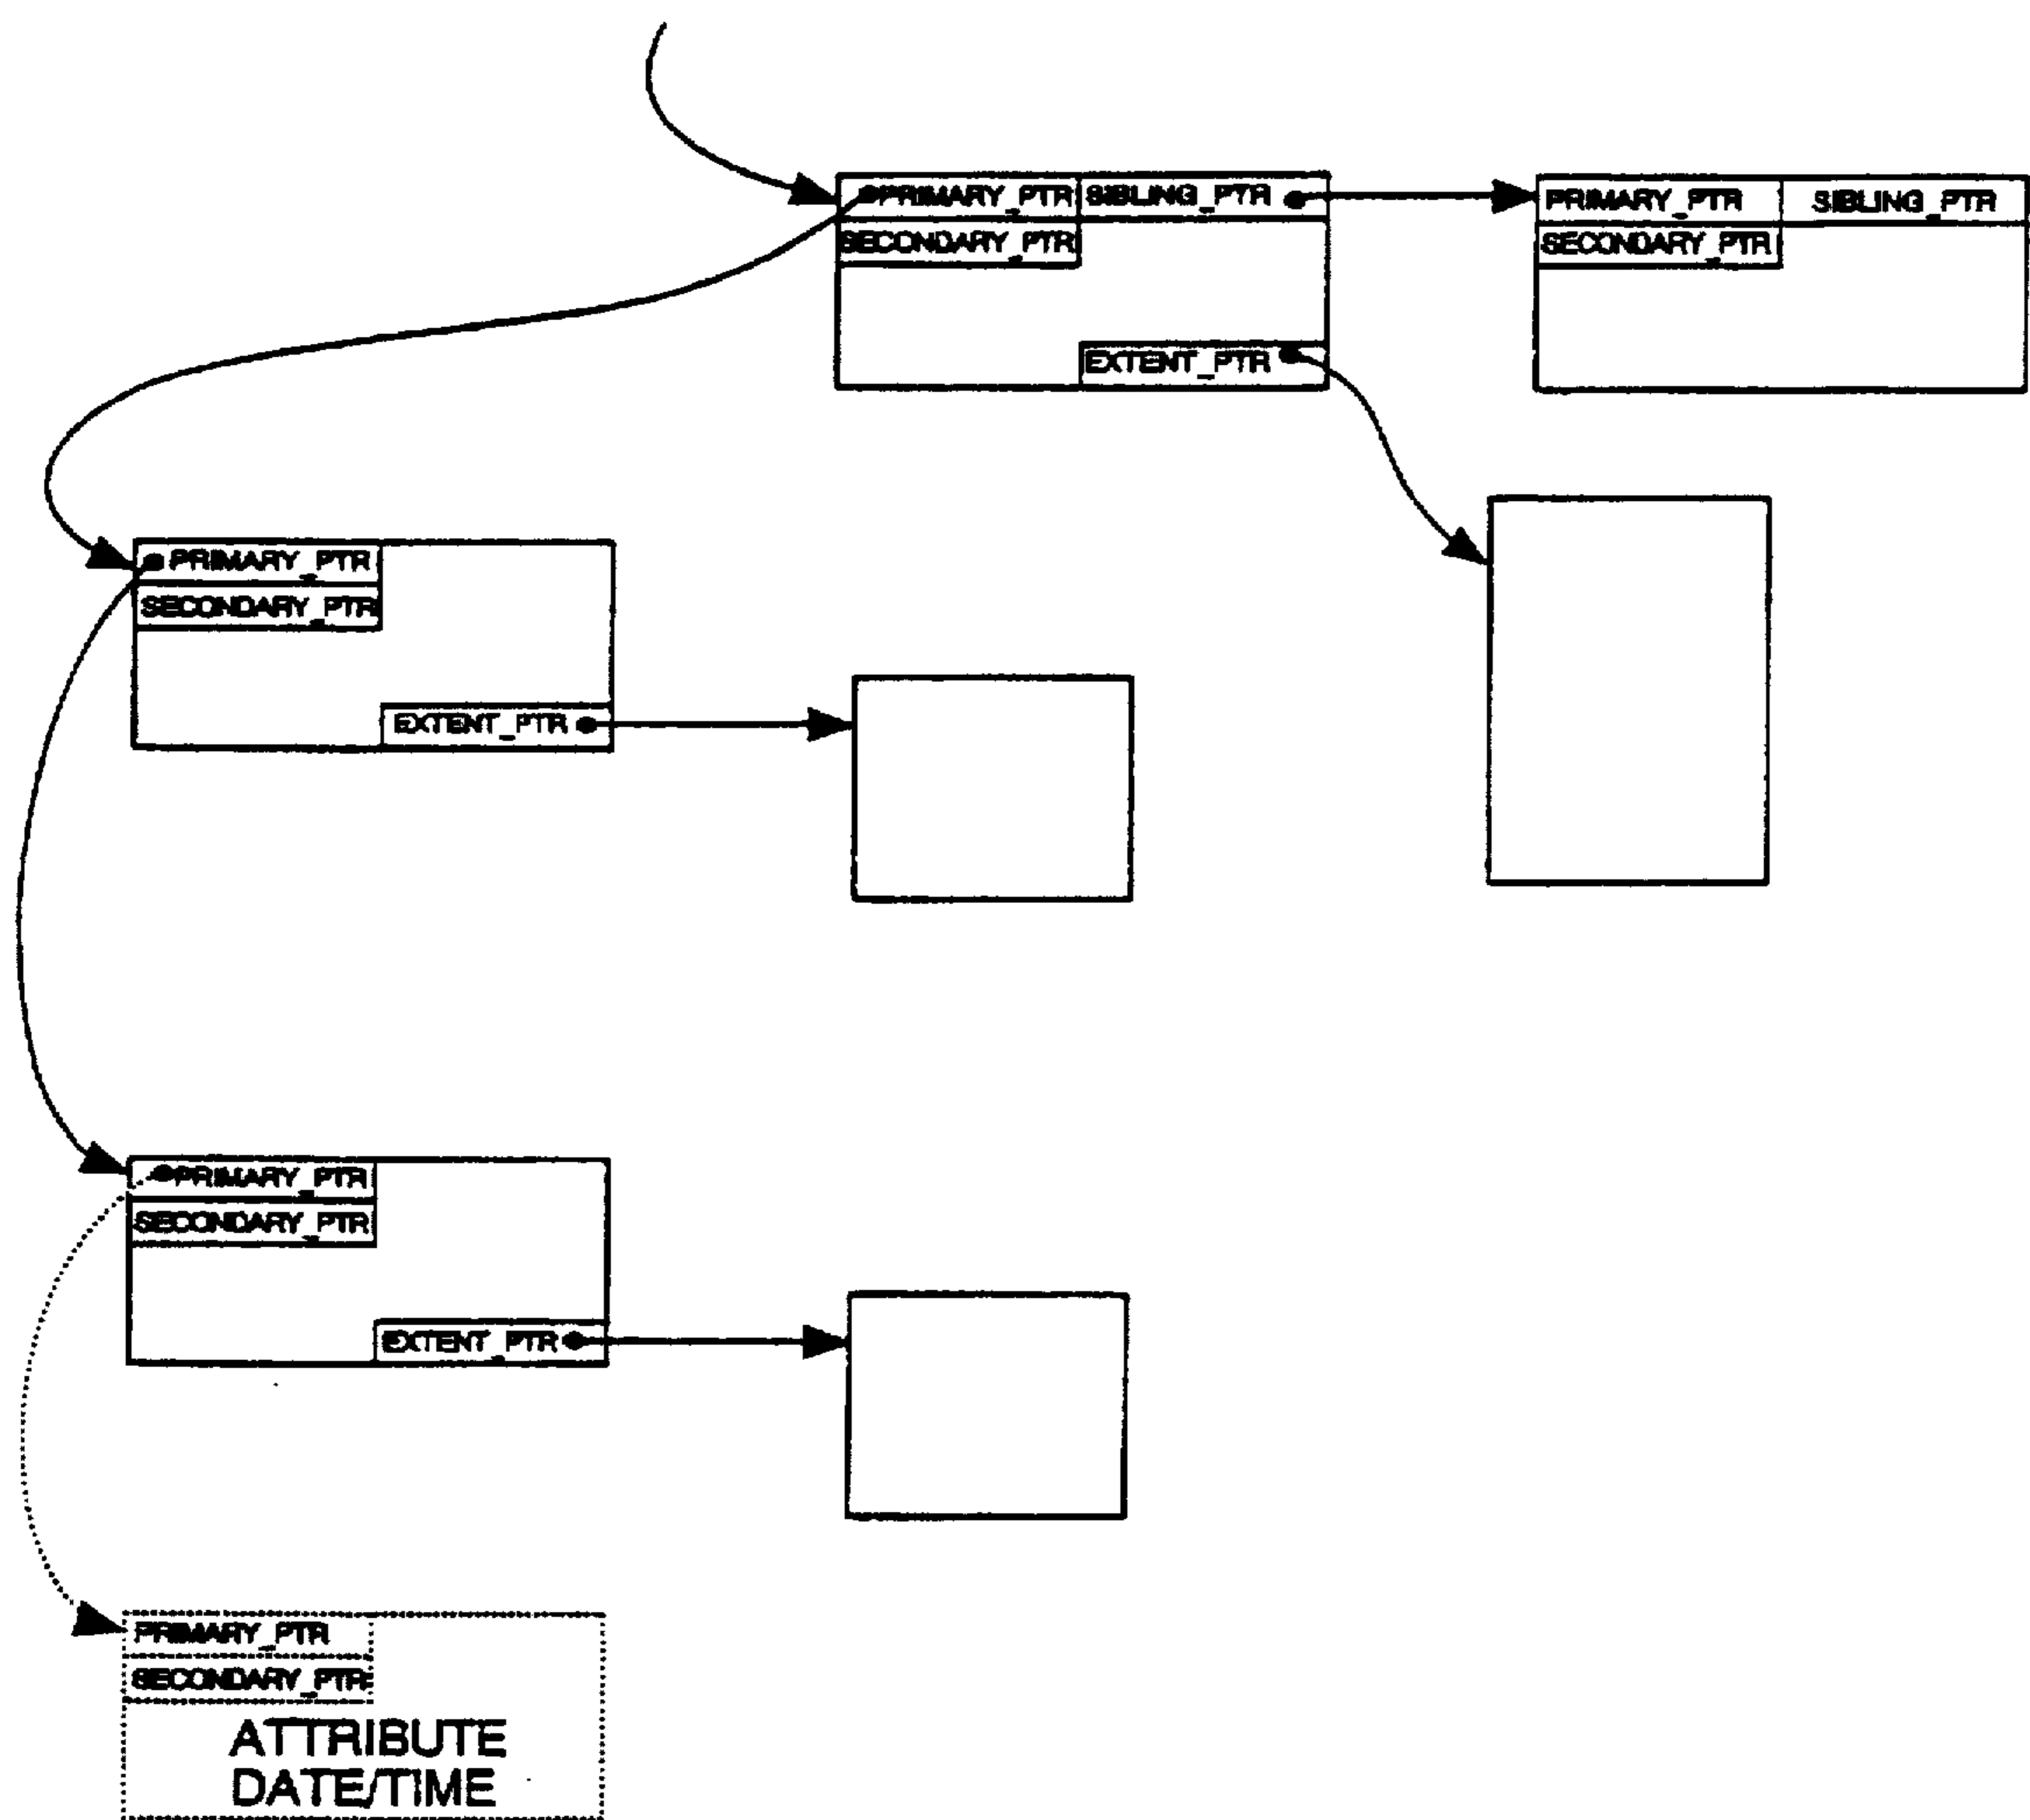 PRIMARY_PTR SIBLING_PTR PRIMARY_PTR SIBLING_PTR
SECONDARY_PTR SECONDARY_PTR
EXTENT_PTR
PRIMARY_PTR
SECONDARY_PTR
EXTENT_PTR
PRIMARY_PTR
SECONDARY_PTR
EXTENT_PTR
PRIMARY_PTR
SECONDARY_PTR
ATTRIBUTE
DATE/TIME